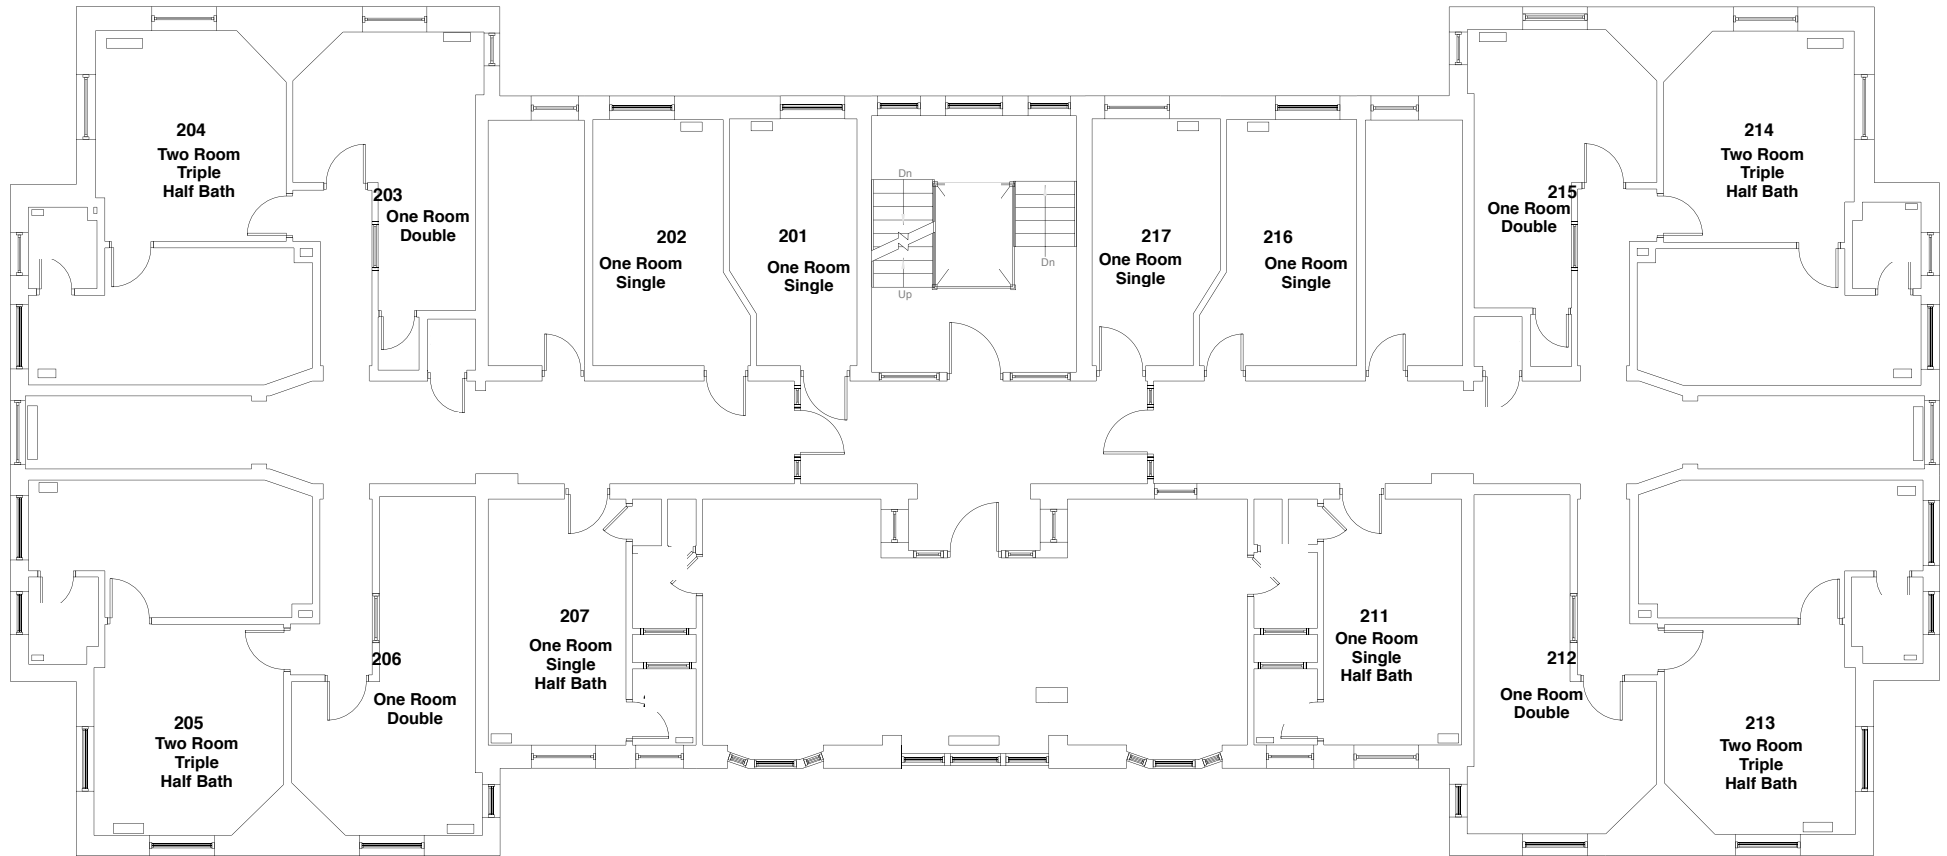 204
Two Room
Triple
Half Bath
203
One Room
Double
202
One Room
Single
201
One Room
Single
Dn
Up
Dn
217
One Room
Single
216
One Room
Single
215
One Room
Double
214
Two Room
Triple
Half Bath
205
Two Room
Triple
Half Bath
206
One Room
Double
207
One Room
Single
Half Bath
211
One Room
Single
Half Bath
212
One Room
Double
213
Two Room
Triple
Half Bath